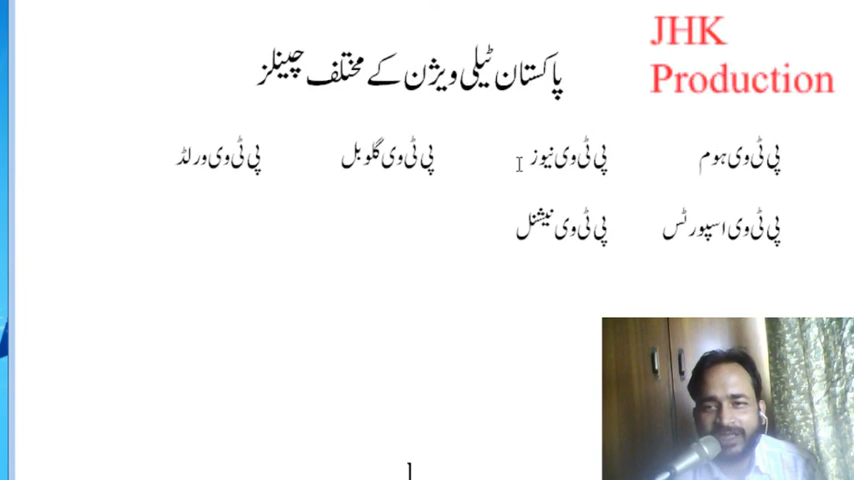 JHK
Production
پاکستان ٹیلی ویژن کے مختلف چینلز
پی ٹی وی ہوم پی ٹی وی نیوز پی ٹی وی گلوبل پی ٹی وی ورلڈ
پی ٹی وی اسپورٹس پی ٹی وی نیشنل
1